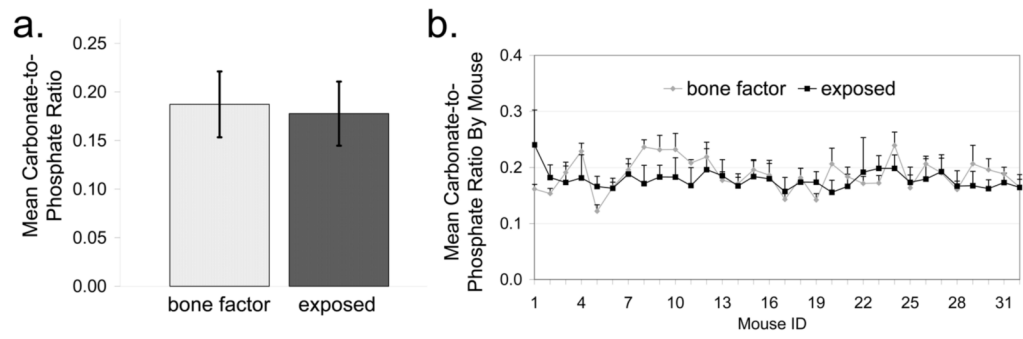 a.
Mean Carbonate-to-
Phosphate Ratio
0.25
0.20
0.15
0.10
0.05
0.00
bone factor
exposed
b.
Mean Carbonate-to-
Phosphate Ratio By Mouse
0.4
0.3
0.2
0.1
0.0
bone factor exposed
1 4 7 10 13 16 19 22 25 28 31
Mouse ID